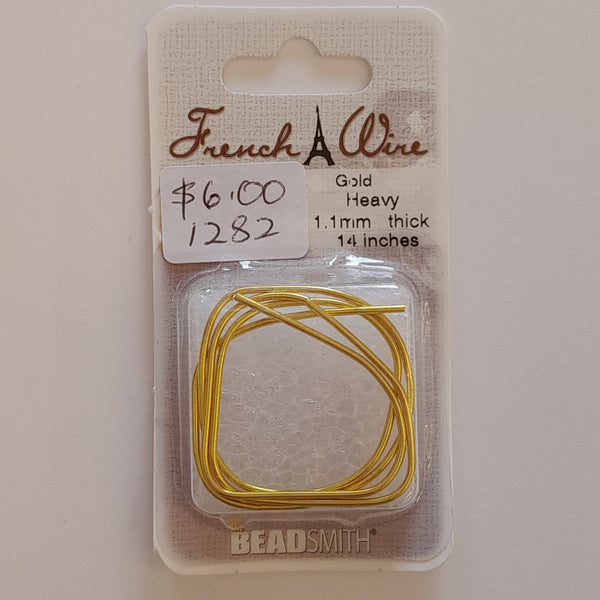 French Wire
Gold
Heavy
1.1mm thick
14 inches
$6.00
1282
BEADSMITH®